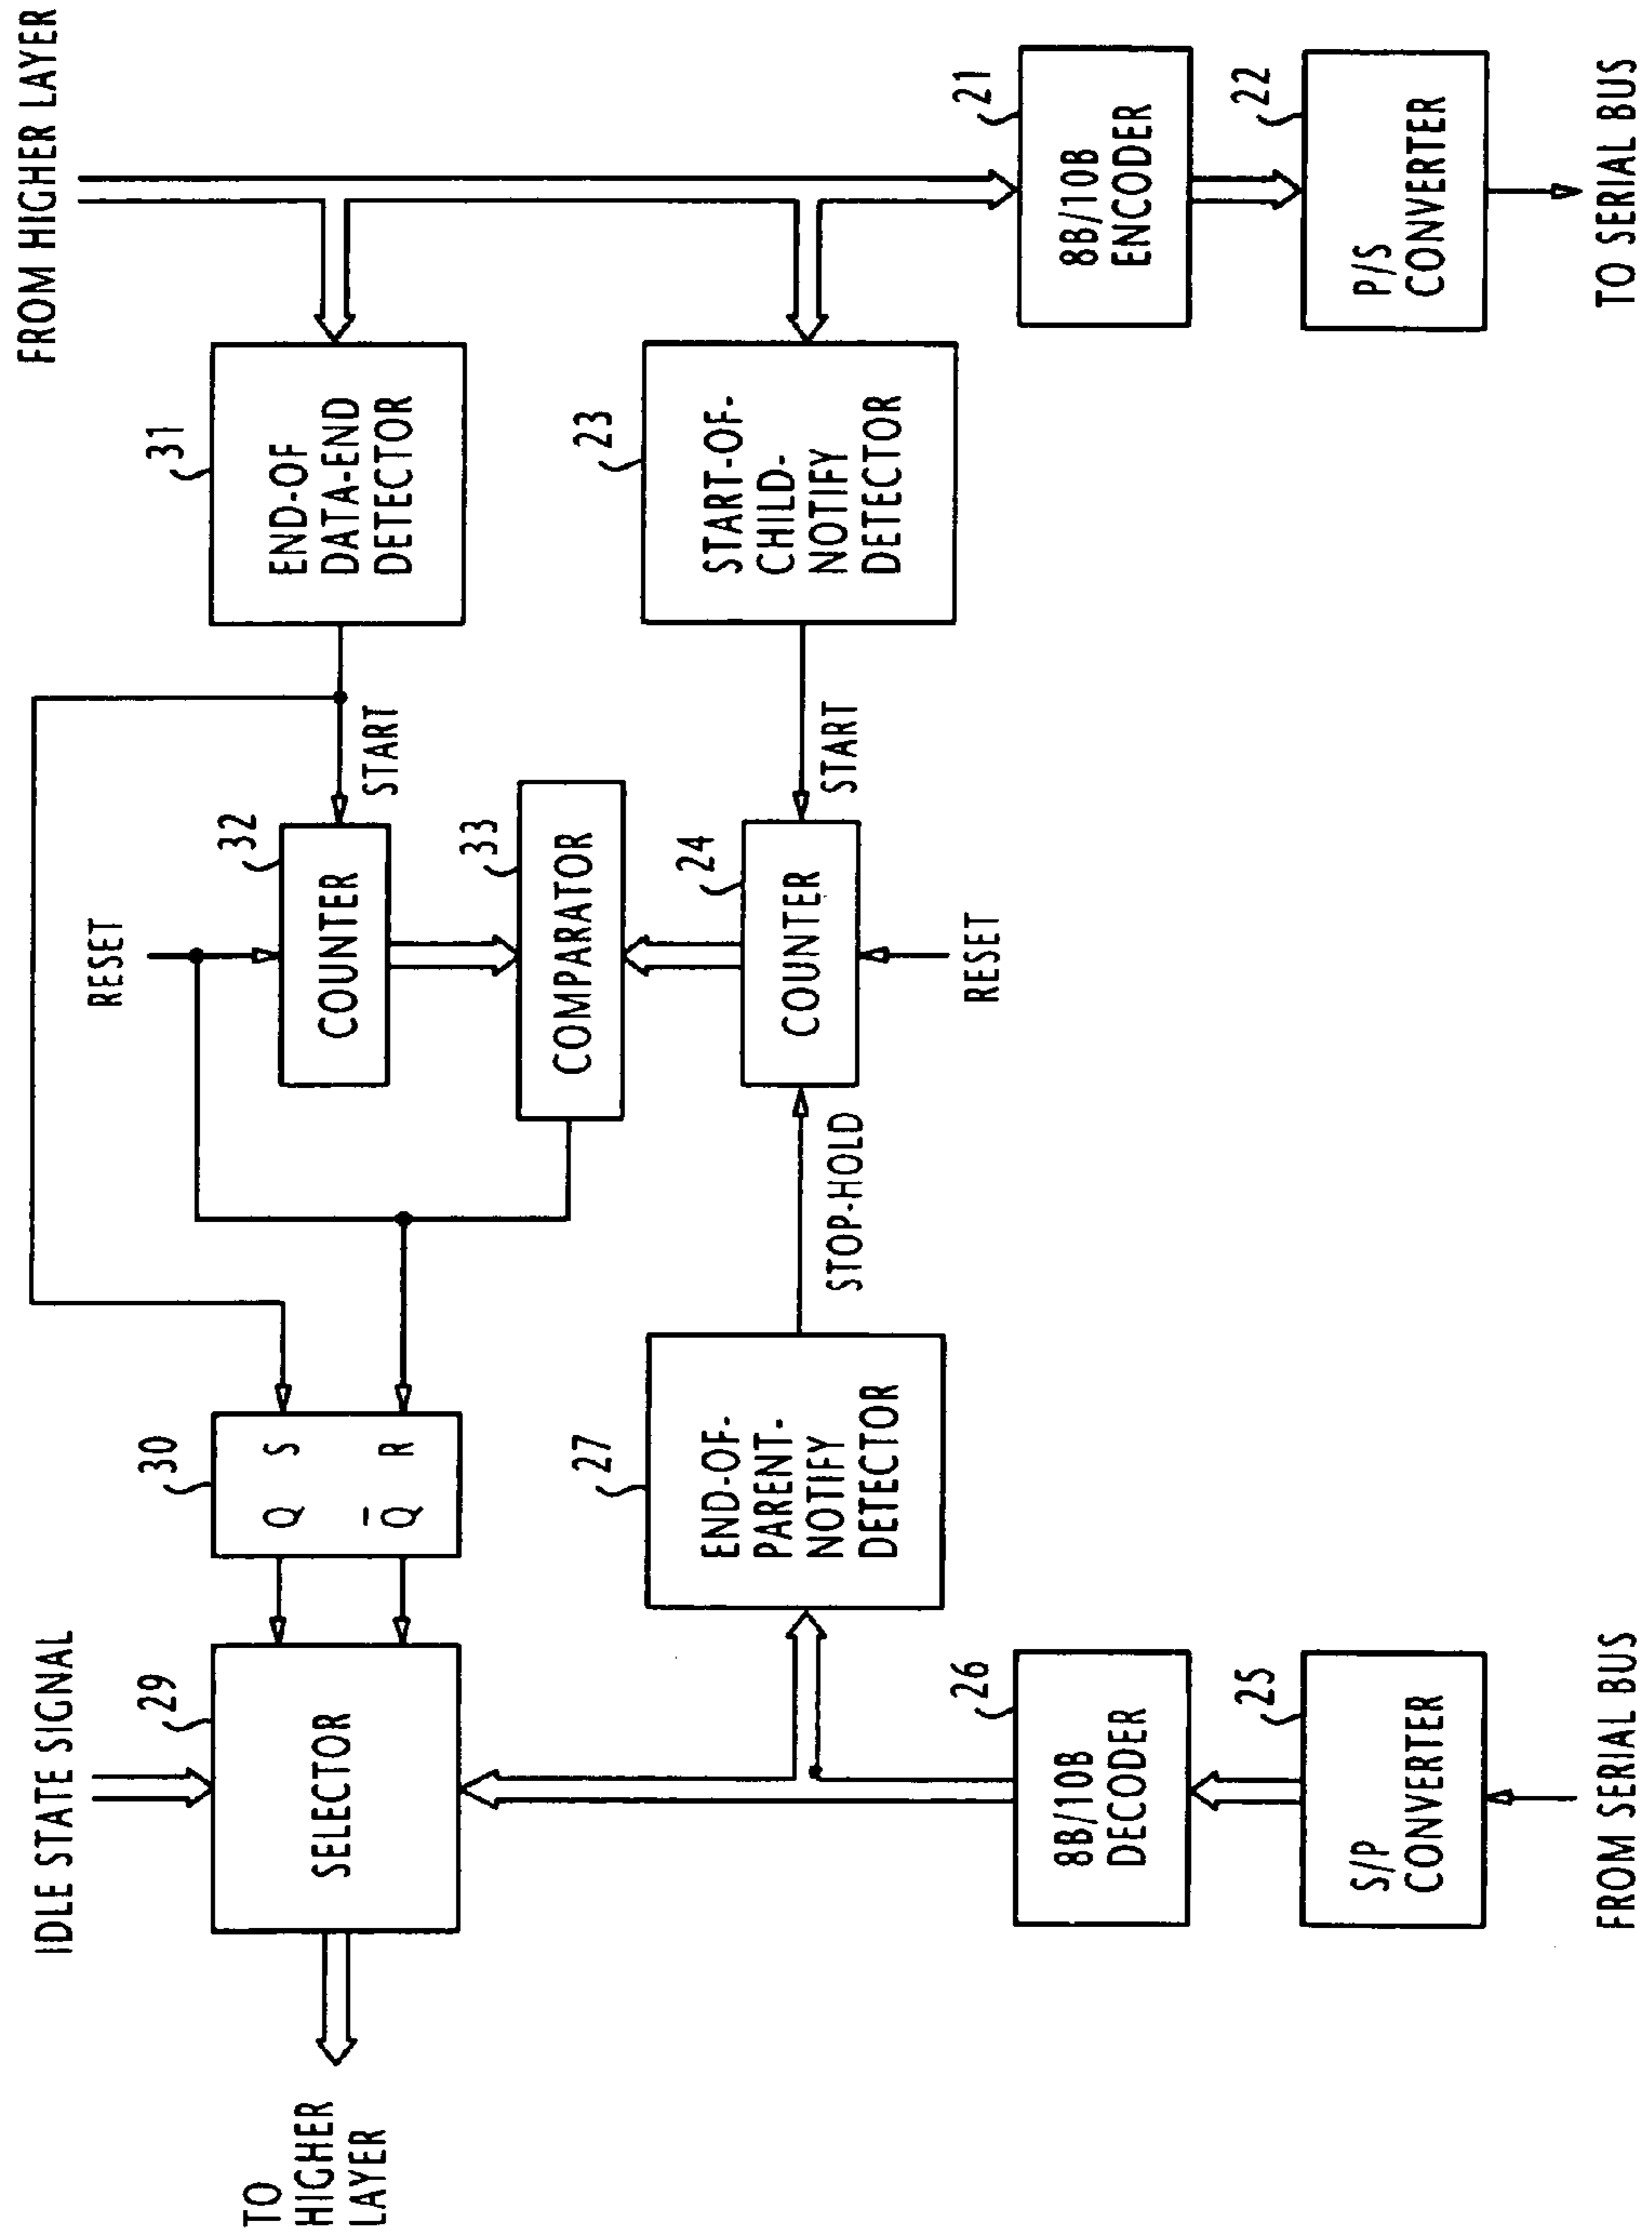 FROM HIGHER LAYER
31
END-OF
DATA-END
DETECTOR
23
START-OF-
CHILD-
NOTIFY
DETECTOR
21
8B/10B
ENCODER
22
P/S
CONVERTER
TO SERIAL BUS
START
START
RESET
32
COUNTER
33
COMPARATOR
24
COUNTER
RESET
STOP-HOLD
30
S
R
Q
Q̅
27
END-OF-
PARENT-
NOTIFY
DETECTOR
IDLE STATE SIGNAL
29
SELECTOR
26
8B/10B
DECODER
25
S/P
CONVERTER
FROM SERIAL BUS
TO
HIGHER
LAYER